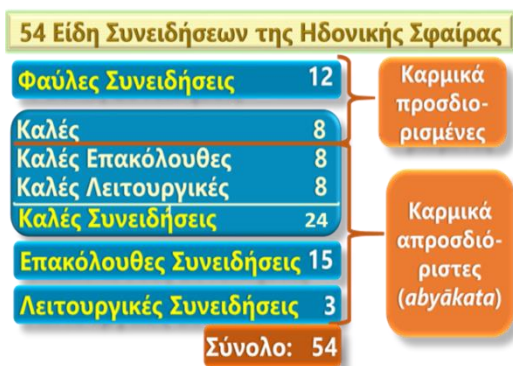 54 Είδη Συνειδήσεων της Ηδονικής Σφαίρας
Φαύλες Συνειδήσεις 12
Καλές 8
Καλές Επακόλουθες 8
Καλές Λειτουργικές 8
Καλές Συνειδήσεις 24
Επακόλουθες Συνειδήσεις 15
Λειτουργικές Συνειδήσεις 3
Σύνολο: 54
Καρμικά
προσδιο-
ρισμένες
Καρμικά
απροσδιό-
ριστες
(abyākata)